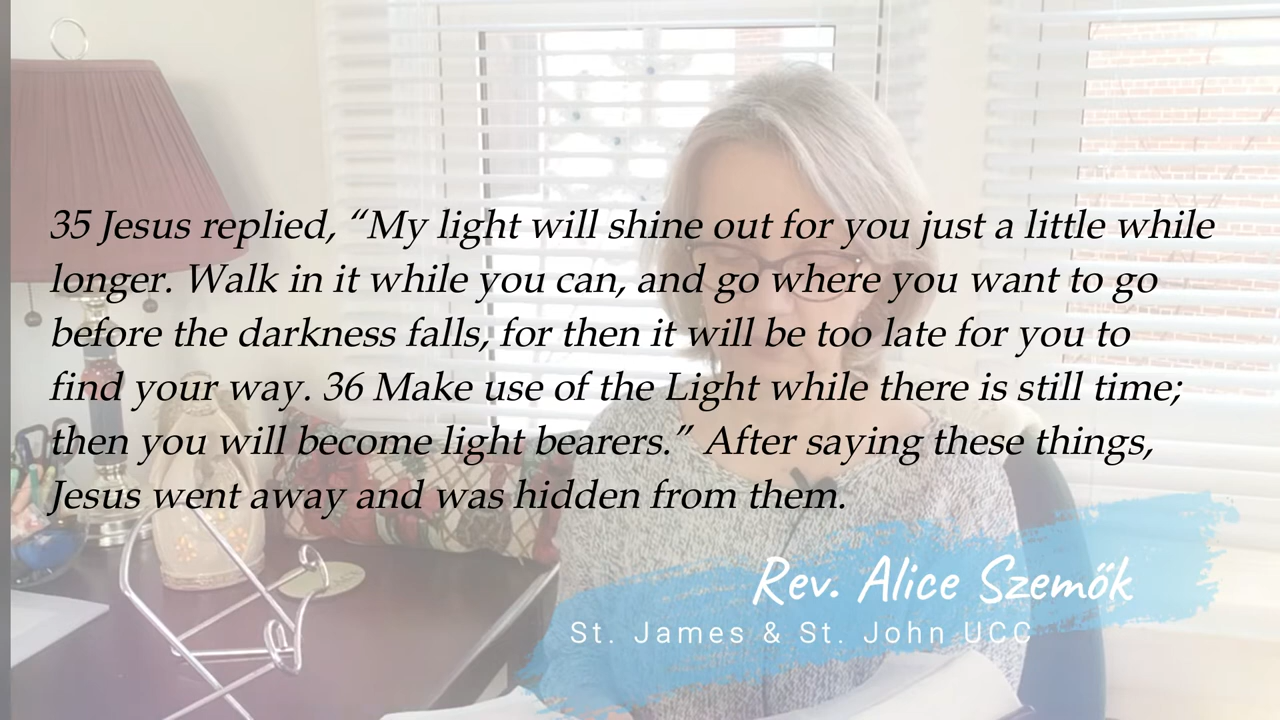 35 Jesus replied, “My light will shine out for you just a little while
longer. Walk in it while you can, and go where you want to go
before the darkness falls, for then it will be too late for you to
find your way. 36 Make use of the Light while there is still time;
then you will become light bearers.” After saying these things,
Jesus went away and was hidden from them.
Rev. Alice Szemők
St. James & St. John UCC